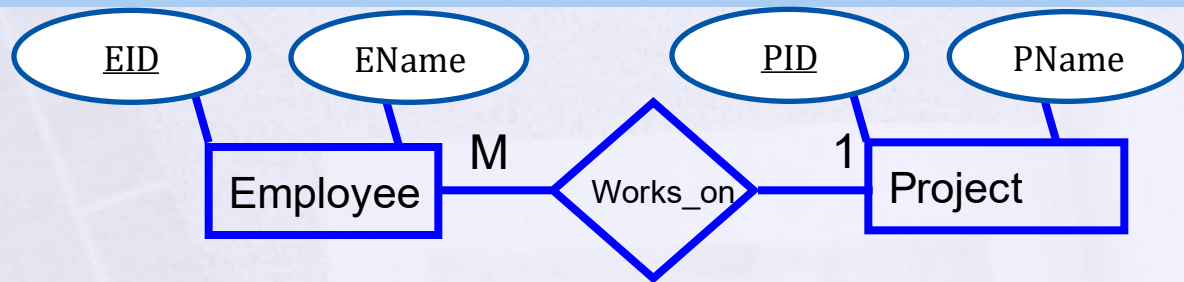 EID
EName
PID
PName
M
1
Employee
Works_on
Project